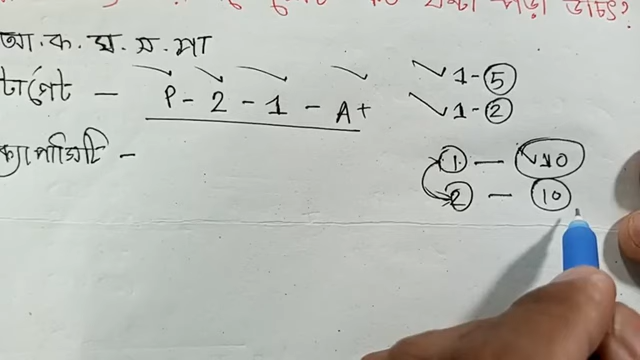 আ.ক.ঘ.ন.মা
টার্গেট - P - 2 - 1 - A+
1 - 5
1 - 2
ক্যাপাসিটি -
1 - 10
2 - 10